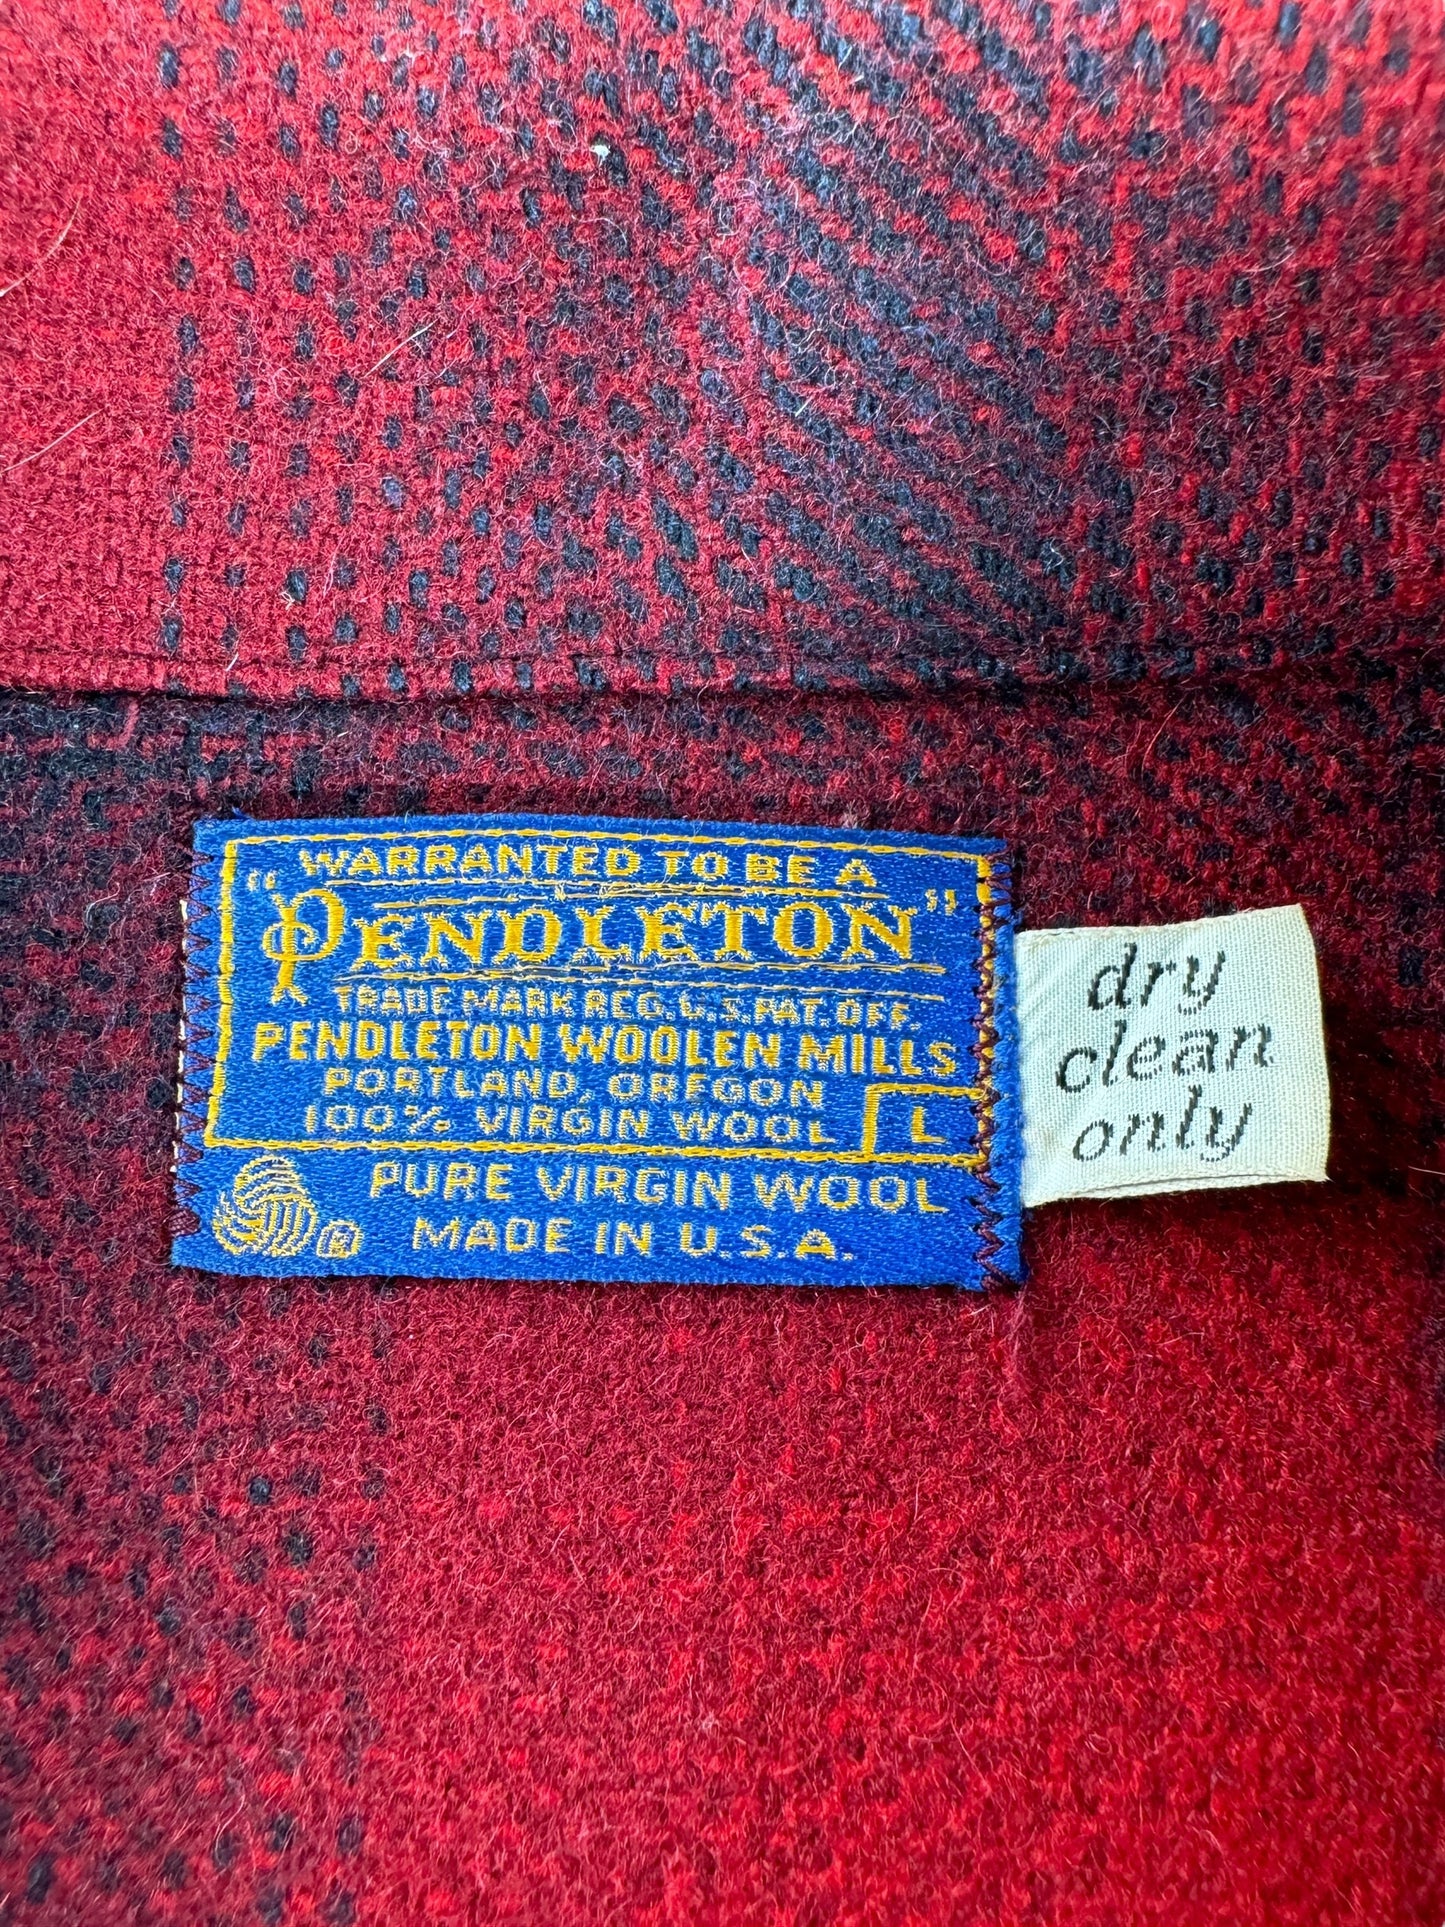 WARRANTED TO BE A
"PENDLETON"
TRADE MARK REG. U.S. PAT. OFF.
PENDLETON WOOLEN MILLS
PORTLAND, OREGON
100% VIRGIN WOOL
L
PURE VIRGIN WOOL
® MADE IN U.S.A.
dry
clean
only